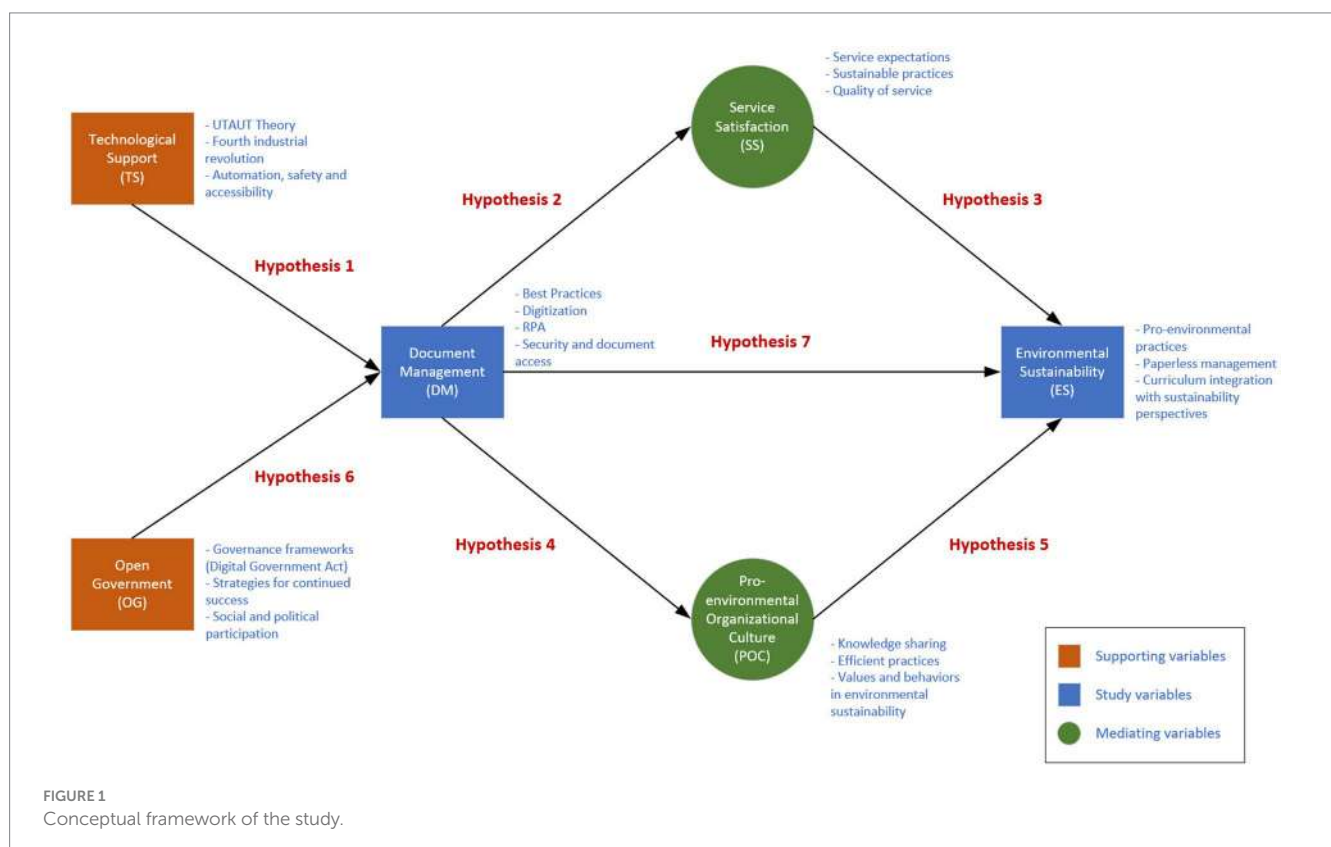 Technological
Support
(TS)
- UTAUT Theory
- Fourth industrial
revolution
- Automation, safety and
accessibility
Service
Satisfaction
(SS)
- Service expectations
- Sustainable practices
- Quality of service
Hypothesis 2
Hypothesis 3
Hypothesis 1
Document
Management
(DM)
- Best Practices
- Digitization
- RPA
- Security and document
access
Hypothesis 7
Environmental
Sustainability
(ES)
- Pro-environmental
practices
- Paperless management
- Curriculum integration
with sustainability
perspectives
Hypothesis 6
Hypothesis 4
Hypothesis 5
Open
Government
(OG)
- Governance frameworks
(Digital Government Act)
- Strategies for continued
success
- Social and political
participation
Pro-
environmental
Organizational
Culture
(POC)
- Knowledge sharing
- Efficient practices
- Values and behaviors
in environmental
sustainability
Supporting variables
Study variables
Mediating variables
FIGURE 1
Conceptual framework of the study.